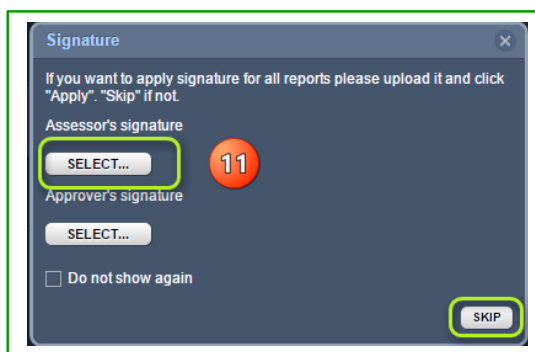 Signature
If you want to apply signature for all reports please upload it and click
"Apply". "Skip" if not.
Assessor's signature
SELECT...
11
Approver's signature
SELECT...
Do not show again
SKIP